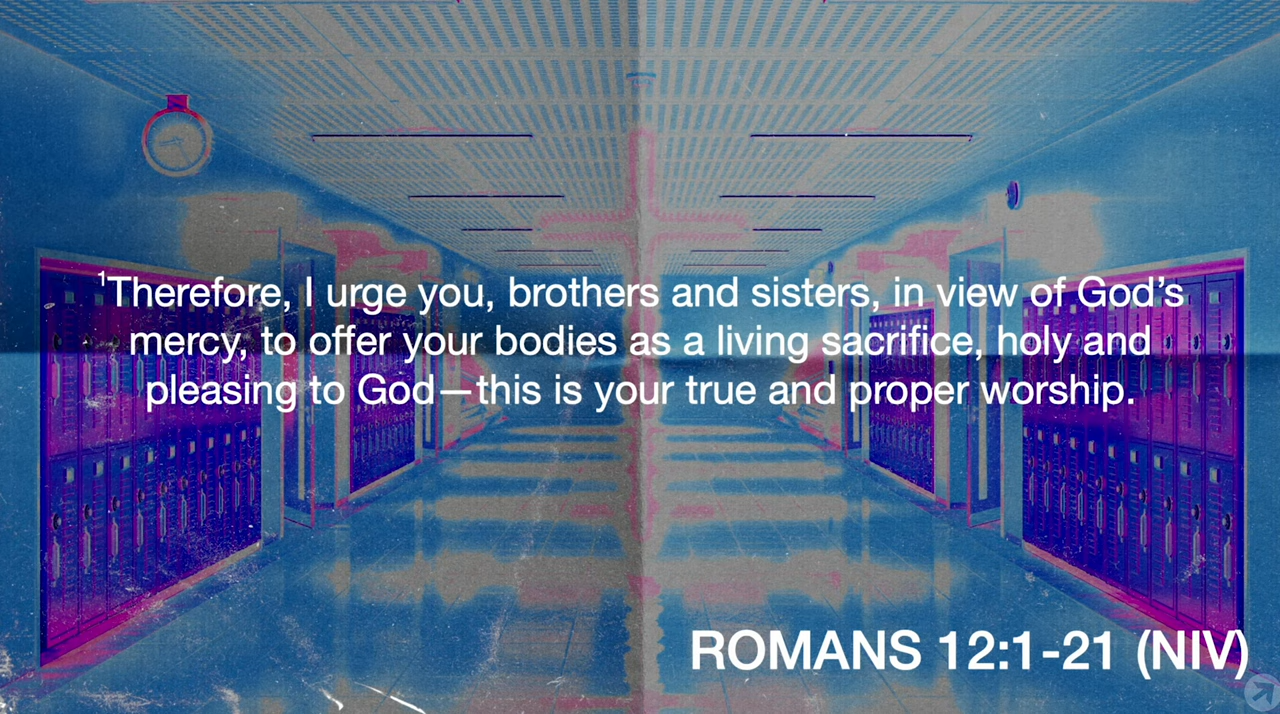 ¹Therefore, I urge you, brothers and sisters, in view of God’s
mercy, to offer your bodies as a living sacrifice, holy and
pleasing to God—this is your true and proper worship.
ROMANS 12:1-21 (NIV)